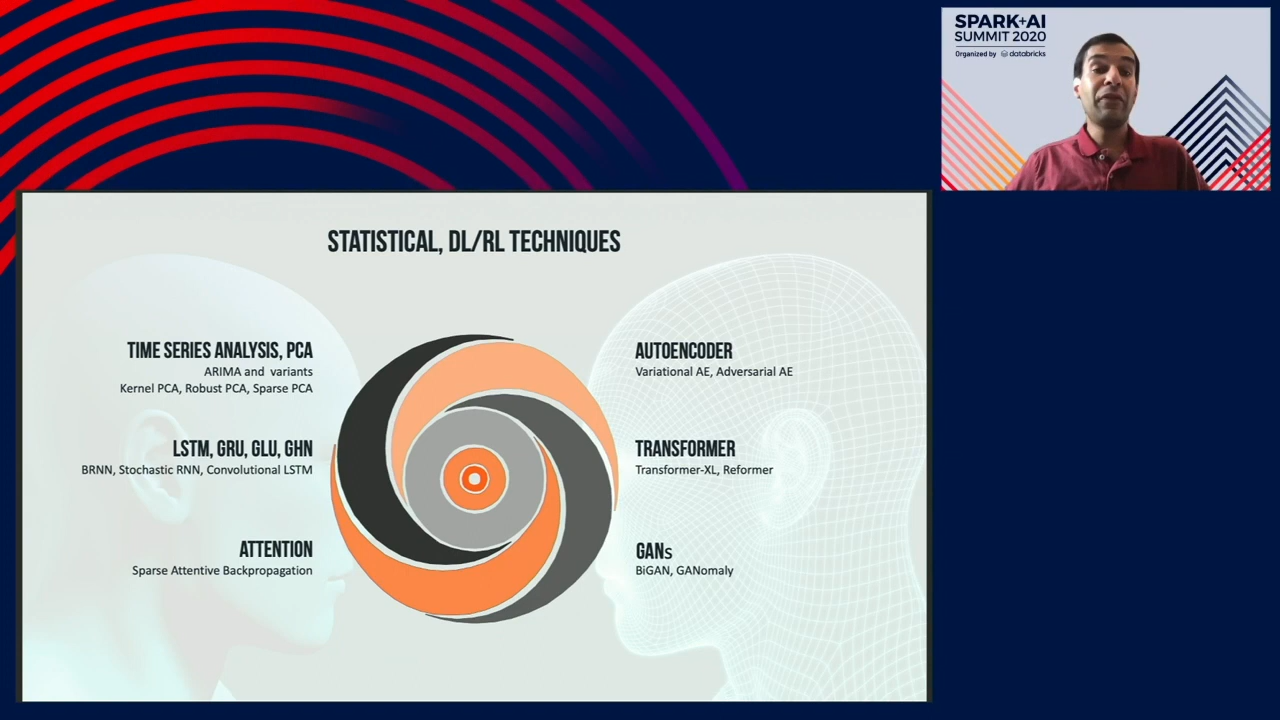 SPARK+AI
SUMMIT 2020
Organized by databricks
STATISTICAL, DL/RL TECHNIQUES
TIME SERIES ANALYSIS, PCA
ARIMA and variants
Kernel PCA, Robust PCA, Sparse PCA
LSTM, GRU, GLU, GHN
BRNN, Stochastic RNN, Convolutional LSTM
ATTENTION
Sparse Attentive Backpropagation
AUTOENCODER
Variational AE, Adversarial AE
TRANSFORMER
Transformer-XL, Reformer
GANs
BiGAN, GANomaly